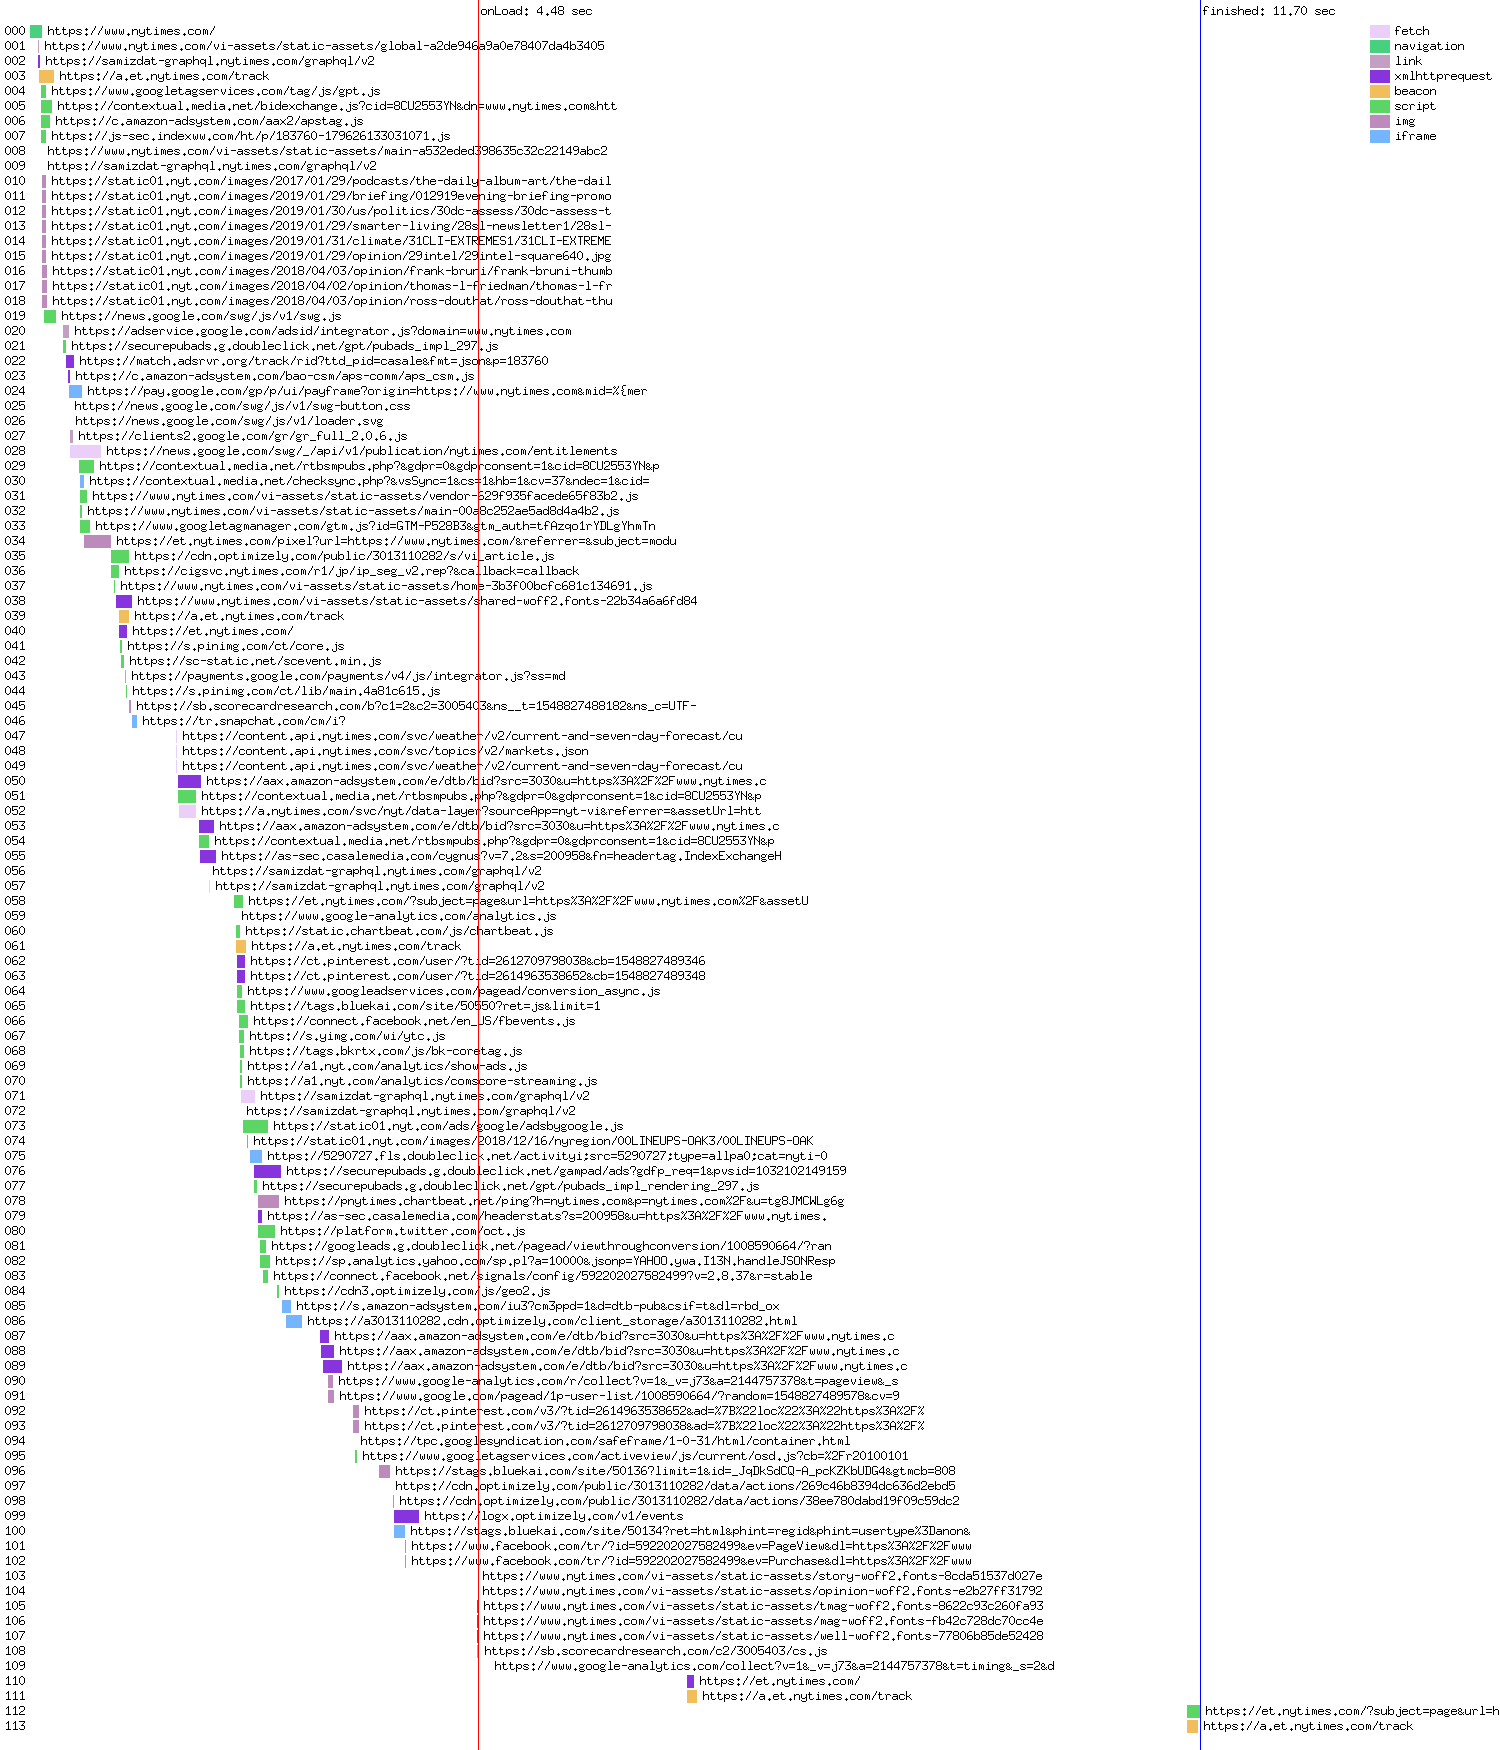 onLoad: 4.48 sec
finished: 11.70 sec
fetch
navigation
link
xmlhttprequest
beacon
script
img
iframe
000 https://www.nytimes.com/
001 https://www.nytimes.com/vi-assets/static-assets/global-a2de946a9a0e78407da4b3405
002 https://samizdat-graphql.nytimes.com/graphql/v2
003 https://a.et.nytimes.com/track
004 https://www.googletagservices.com/tag/js/gpt.js
005 https://contextual.media.net/bidexchange.js?cid=8CU2553YN&dn=www.nytimes.com&htt
006 https://c.amazon-adsystem.com/aax2/apstag.js
007 https://js-sec.indexww.com/ht/p/183760-179626133031071.js
008 https://www.nytimes.com/vi-assets/static-assets/main-a532eded398635c32c22149abc2
009 https://samizdat-graphql.nytimes.com/graphql/v2
010 https://static01.nyt.com/images/2017/01/29/podcasts/the-daily-album-art/the-dail
011 https://static01.nyt.com/images/2019/01/29/briefing/012919evening-briefing-promo
012 https://static01.nyt.com/images/2019/01/30/us/politics/30dc-assess/30dc-assess-t
013 https://static01.nyt.com/images/2019/01/29/smarter-living/28sl-newsletter1/28sl-
014 https://static01.nyt.com/images/2019/01/31/climate/31CLI-EXTREMES1/31CLI-EXTREME
015 https://static01.nyt.com/images/2019/01/29/opinion/29intel/29intel-square640.jpg
016 https://static01.nyt.com/images/2018/04/03/opinion/frank-bruni/frank-bruni-thumb
017 https://static01.nyt.com/images/2018/04/02/opinion/thomas-l-friedman/thomas-l-fr
018 https://static01.nyt.com/images/2018/04/03/opinion/ross-douthat/ross-douthat-thu
019 https://news.google.com/swg/js/v1/swg.js
020 https://adservice.google.com/adsid/integrator.js?domain=www.nytimes.com
021 https://securepubads.g.doubleclick.net/gpt/pubads_impl_297.js
022 https://match.adsrvr.org/track/rid?ttd_pid=casale&fmt=json&p=183760
023 https://c.amazon-adsystem.com/bao-csm/aps-comm/aps_csm.js
024 https://pay.google.com/gp/p/ui/payframe?origin=https://www.nytimes.com&mid=%{mer
025 https://news.google.com/swg/js/v1/swg-button.css
026 https://news.google.com/swg/js/v1/loader.svg
027 https://clients2.google.com/gr/gr_full_2.0.6.js
028 https://news.google.com/swg/_/api/v1/publication/nytimes.com/entitlements
029 https://contextual.media.net/rtbsmpubs.php?&gdpr=0&gdprconsent=1&cid=8CU2553YN&p
030 https://contextual.media.net/checksync.php?&vsSync=1&cs=1&hb=1&cv=37&ndec=1&cid=
031 https://www.nytimes.com/vi-assets/static-assets/vendor-629f935facede65f83b2.js
032 https://www.nytimes.com/vi-assets/static-assets/main-00a8c252ae5ad8d4a4b2.js
033 https://www.googletagmanager.com/gtm.js?id=GTM-P528B3&gtm_auth=tfAzqo1rYDLgYhmTn
034 https://et.nytimes.com/pixel?url=https://www.nytimes.com/&referrer=&subject=modu
035 https://cdn.optimizely.com/public/3013110282/s/vi_article.js
036 https://cigsvc.nytimes.com/r1/jp/ip_seg_v2.rep?&callback=callback
037 https://www.nytimes.com/vi-assets/static-assets/home-3b3f00bcfc681c134691.js
038 https://www.nytimes.com/vi-assets/static-assets/shared-woff2.fonts-22b34a6a6fd84
039 https://a.et.nytimes.com/track
040 https://et.nytimes.com/
041 https://s.pinimg.com/ct/core.js
042 https://sc-static.net/scevent.min.js
043 https://payments.google.com/payments/v4/js/integrator.js?ss=md
044 https://s.pinimg.com/ct/lib/main.4a81c615.js
045 https://sb.scorecardresearch.com/b?c1=2&c2=3005403&ns__t=1548827488182&ns_c=UTF-
046 https://tr.snapchat.com/cm/i?
047 https://content.api.nytimes.com/svc/weather/v2/current-and-seven-day-forecast/cu
048 https://content.api.nytimes.com/svc/topics/v2/markets.json
049 https://content.api.nytimes.com/svc/weather/v2/current-and-seven-day-forecast/cu
050 https://aax.amazon-adsystem.com/e/dtb/bid?src=3030&u=https%3A%2F%2Fwww.nytimes.c
051 https://contextual.media.net/rtbsmpubs.php?&gdpr=0&gdprconsent=1&cid=8CU2553YN&p
052 https://a.nytimes.com/svc/nyt/data-layer?sourceApp=nyt-vi&referrer=&assetUrl=htt
053 https://aax.amazon-adsystem.com/e/dtb/bid?src=3030&u=https%3A%2F%2Fwww.nytimes.c
054 https://contextual.media.net/rtbsmpubs.php?&gdpr=0&gdprconsent=1&cid=8CU2553YN&p
055 https://as-sec.casalemedia.com/cygnus?v=7.2&s=200958&fn=headertag.IndexExchangeH
056 https://samizdat-graphql.nytimes.com/graphql/v2
057 https://samizdat-graphql.nytimes.com/graphql/v2
058 https://et.nytimes.com/?subject=page&url=https%3A%2F%2Fwww.nytimes.com%2F&assetU
059 https://www.google-analytics.com/analytics.js
060 https://static.chartbeat.com/js/chartbeat.js
061 https://a.et.nytimes.com/track
062 https://ct.pinterest.com/user/?tid=2612709798038&cb=1548827489346
063 https://ct.pinterest.com/user/?tid=2614963538652&cb=1548827489348
064 https://www.googleadservices.com/pagead/conversion_async.js
065 https://tags.bluekai.com/site/50550?ret=js&limit=1
066 https://connect.facebook.net/en_US/fbevents.js
067 https://s.yimg.com/wi/ytc.js
068 https://tags.bkrtx.com/js/bk-coretag.js
069 https://a1.nyt.com/analytics/show-ads.js
070 https://a1.nyt.com/analytics/comscore-streaming.js
071 https://samizdat-graphql.nytimes.com/graphql/v2
072 https://samizdat-graphql.nytimes.com/graphql/v2
073 https://static01.nyt.com/ads/google/adsbygoogle.js
074 https://static01.nyt.com/images/2018/12/16/nyregion/00LINEUPS-OAK3/00LINEUPS-OAK
075 https://5290727.fls.doubleclick.net/activityi;src=5290727;type=allpa0;cat=nyti-0
076 https://securepubads.g.doubleclick.net/gampad/ads?gdfp_req=1&pvsid=1032102149159
077 https://securepubads.g.doubleclick.net/gpt/pubads_impl_rendering_297.js
078 https://pnytimes.chartbeat.net/ping?h=nytimes.com&p=nytimes.com%2F&u=tg8JMCWLg6g
079 https://as-sec.casalemedia.com/headerstats?s=200958&u=https%3A%2F%2Fwww.nytimes.
080 https://platform.twitter.com/oct.js
081 https://googleads.g.doubleclick.net/pagead/viewthroughconversion/1008590664/?ran
082 https://sp.analytics.yahoo.com/sp.pl?a=10000&jsonp=YAHOO.ywa.I13N.handleJSONResp
083 https://connect.facebook.net/signals/config/592202027582499?v=2.8.37&r=stable
084 https://cdn3.optimizely.com/js/geo2.js
085 https://s.amazon-adsystem.com/iu3?cm3ppd=1&d=dtb-pub&csif=t&dl=rbd_ox
086 https://a3013110282.cdn.optimizely.com/client_storage/a3013110282.html
087 https://aax.amazon-adsystem.com/e/dtb/bid?src=3030&u=https%3A%2F%2Fwww.nytimes.c
088 https://aax.amazon-adsystem.com/e/dtb/bid?src=3030&u=https%3A%2F%2Fwww.nytimes.c
089 https://aax.amazon-adsystem.com/e/dtb/bid?src=3030&u=https%3A%2F%2Fwww.nytimes.c
090 https://www.google-analytics.com/r/collect?v=1&_v=j73&a=2144757378&t=pageview&_s
091 https://www.google.com/pagead/1p-user-list/1008590664/?random=1548827489578&cv=9
092 https://ct.pinterest.com/v3/?tid=2614963538652&ad=%7B%22loc%22%3A%22https%3A%2F%
093 https://ct.pinterest.com/v3/?tid=2612709798038&ad=%7B%22loc%22%3A%22https%3A%2F%
094 https://tpc.googlesyndication.com/safeframe/1-0-31/html/container.html
095 https://www.googletagservices.com/activeview/js/current/osd.js?cb=%2Fr20100101
096 https://stags.bluekai.com/site/50136?limit=1&id=_JqDkSdCQ-A_pcKZKbUDG4&gtmcb=808
097 https://cdn.optimizely.com/public/3013110282/data/actions/269c46b8394dc636d2ebd5
098 https://cdn.optimizely.com/public/3013110282/data/actions/38ee780dabd19f09c59dc2
099 https://logx.optimizely.com/v1/events
100 https://stags.bluekai.com/site/50134?ret=html&phint=regid&phint=usertype%3Danon&
101 https://www.facebook.com/tr/?id=592202027582499&ev=PageView&dl=https%3A%2F%2Fwww
102 https://www.facebook.com/tr/?id=592202027582499&ev=Purchase&dl=https%3A%2F%2Fwww
103 https://www.nytimes.com/vi-assets/static-assets/story-woff2.fonts-8cda51537d027e
104 https://www.nytimes.com/vi-assets/static-assets/opinion-woff2.fonts-e2b27ff31792
105 https://www.nytimes.com/vi-assets/static-assets/tmag-woff2.fonts-8622c93c260fa93
106 https://www.nytimes.com/vi-assets/static-assets/mag-woff2.fonts-fb42c728dc70cc4e
107 https://www.nytimes.com/vi-assets/static-assets/well-woff2.fonts-77806b85de52428
108 https://sb.scorecardresearch.com/c2/3005403/cs.js
109 https://www.google-analytics.com/collect?v=1&_v=j73&a=2144757378&t=timing&_s=2&d
110 https://et.nytimes.com/
111 https://a.et.nytimes.com/track
112 https://et.nytimes.com/?subject=page&url=h
113 https://a.et.nytimes.com/track